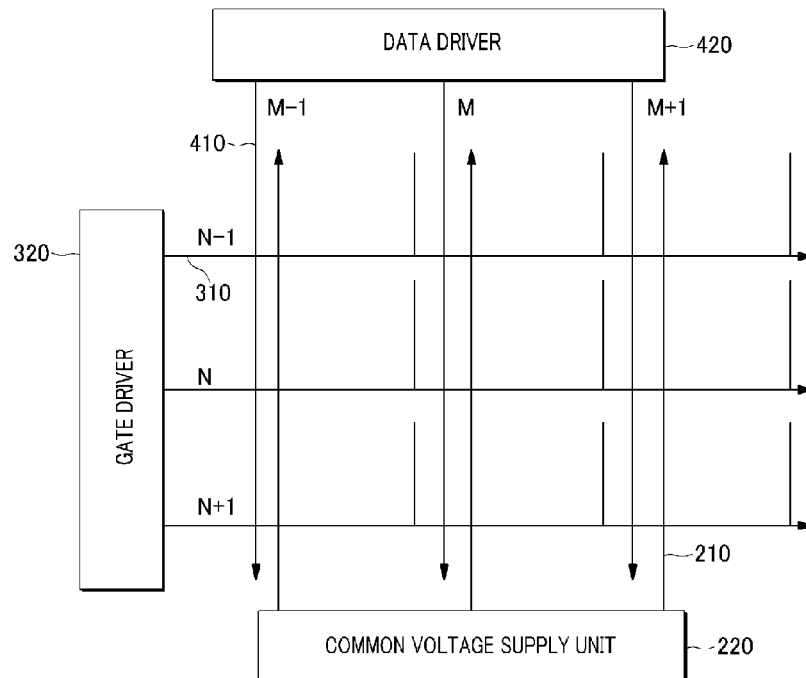 DATA DRIVER
420
M-1
M
M+1
410
N-1
320
310
GATE DRIVER
N
N+1
210
COMMON VOLTAGE SUPPLY UNIT
220